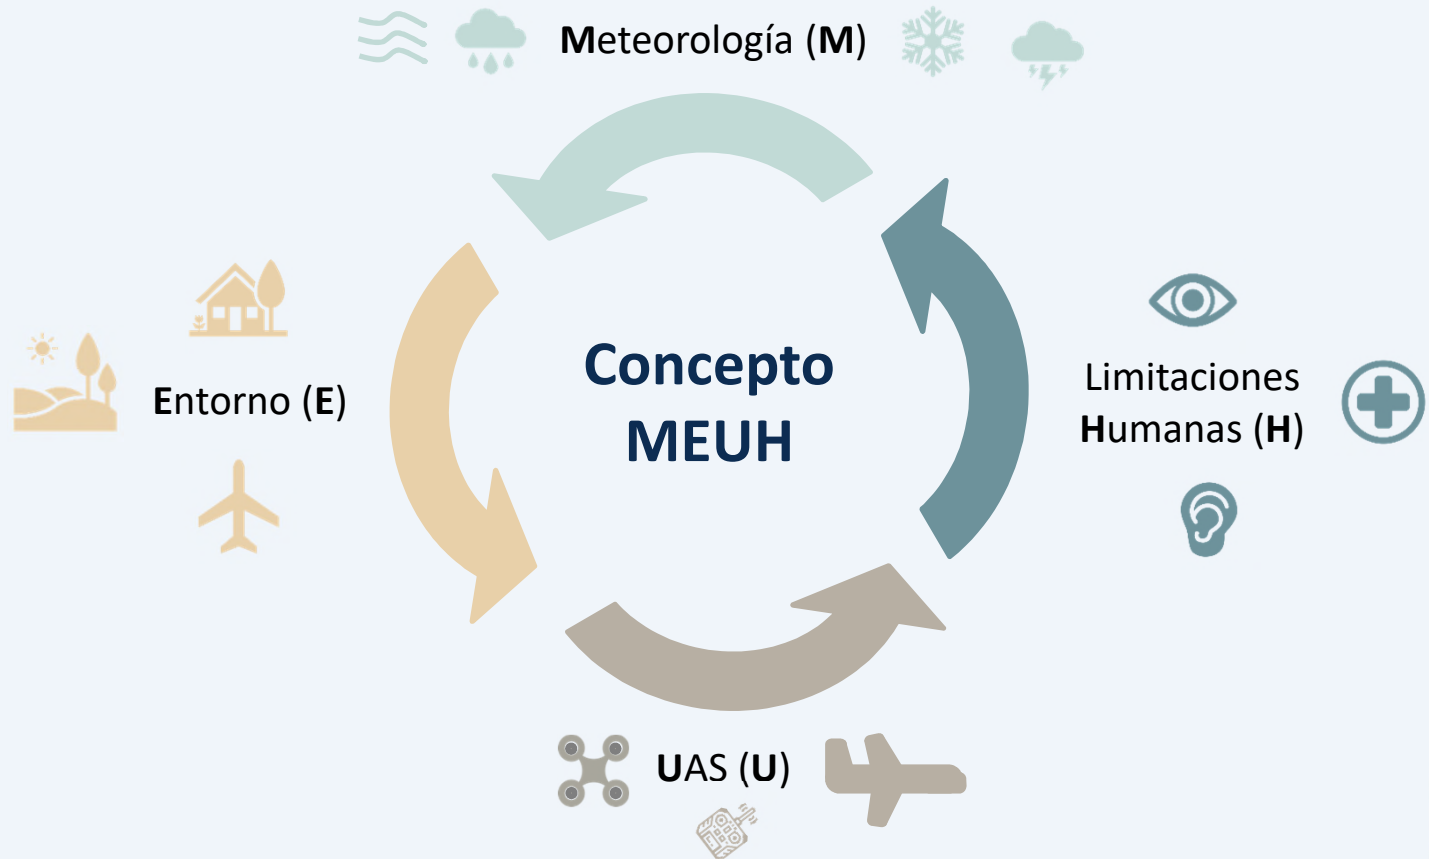 Meteorología (M)
Concepto
MEUH
Entorno (E)
Limitaciones
Humanas (H)
UAS (U)